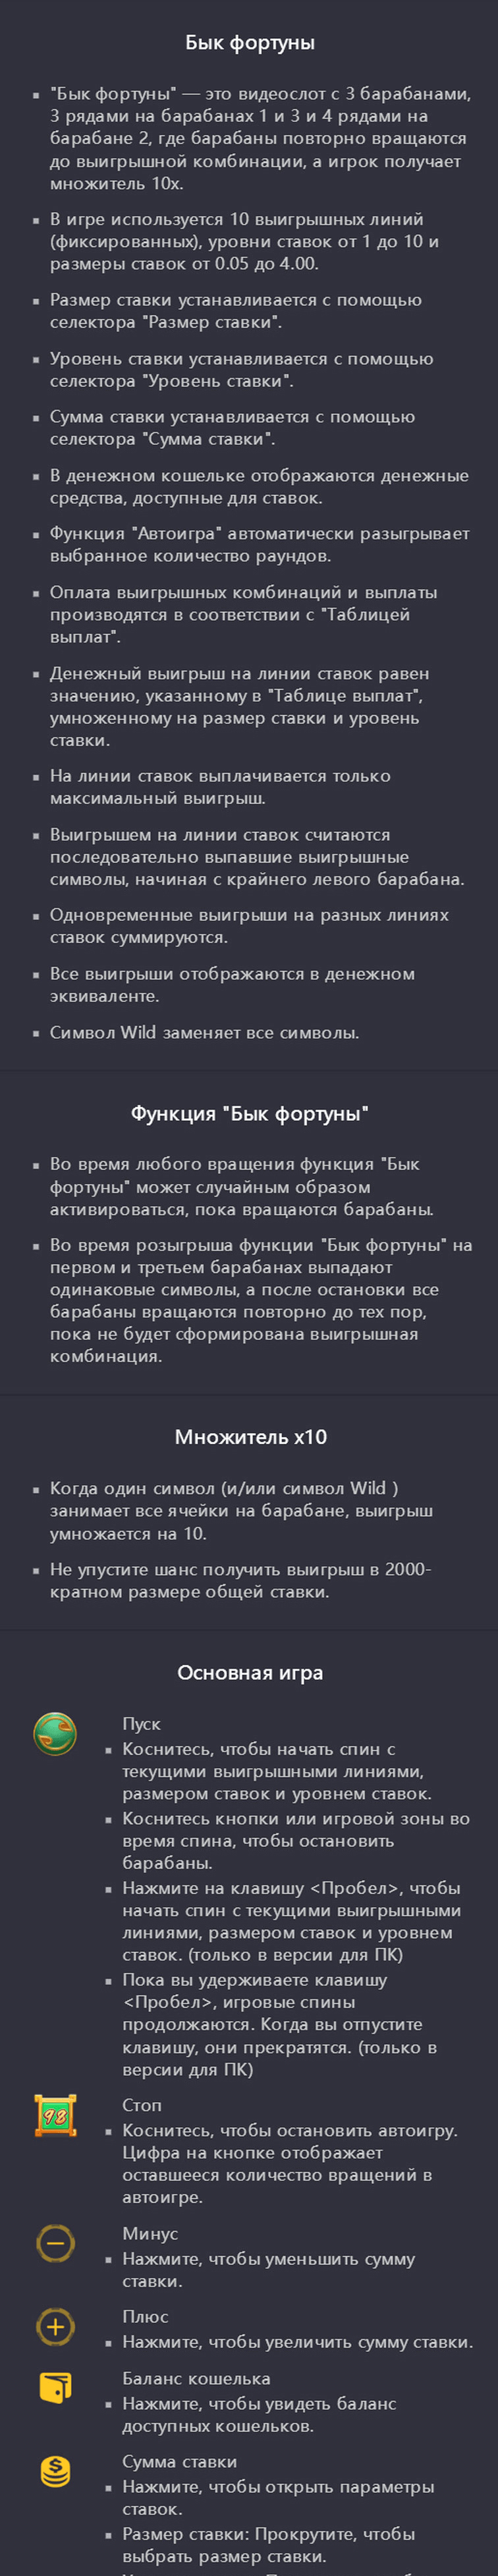 Бык фортуны
"Бык фортуны" — это видеослот с 3 барабанами,
3 рядами на барабанах 1 и 3 и 4 рядами на
барабане 2, где барабаны повторно вращаются
до выигрышной комбинации, а игрок получает
множитель 10x.
В игре используется 10 выигрышных линий
(фиксированных), уровни ставок от 1 до 10 и
размеры ставок от 0.05 до 4.00.
Размер ставки устанавливается с помощью
селектора "Размер ставки".
Уровень ставки устанавливается с помощью
селектора "Уровень ставки".
Сумма ставки устанавливается с помощью
селектора "Сумма ставки".
В денежном кошельке отображаются денежные
средства, доступные для ставок.
Функция "Автоигра" автоматически разыгрывает
выбранное количество раундов.
Оплата выигрышных комбинаций и выплаты
производятся в соответствии с "Таблицей
выплат".
Денежный выигрыш на линии ставок равен
значению, указанному в "Таблице выплат",
умноженному на размер ставки и уровень
ставки.
На линии ставок выплачивается только
максимальный выигрыш.
Выигрышем на линии ставок считаются
последовательно выпавшие выигрышные
символы, начиная с крайнего левого барабана.
Одновременные выигрыши на разных линиях
ставок суммируются.
Все выигрыши отображаются в денежном
эквиваленте.
Символ Wild заменяет все символы.
Функция "Бык фортуны"
Во время любого вращения функция "Бык
фортуны" может случайным образом
активироваться, пока вращаются барабаны.
Во время розыгрыша функции "Бык фортуны" на
первом и третьем барабанах выпадают
одинаковые символы, а после остановки все
барабаны вращаются повторно до тех пор,
пока не будет сформирована выигрышная
комбинация.
Множитель x10
Когда один символ (и/или символ Wild )
занимает все ячейки на барабане, выигрыш
умножается на 10.
Не упустите шанс получить выигрыш в 2000-
кратном размере общей ставки.
Основная игра
Пуск
Коснитесь, чтобы начать спин с
текущими выигрышными линиями,
размером ставок и уровнем ставок.
Коснитесь кнопки или игровой зоны во
время спина, чтобы остановить
барабаны.
Нажмите на клавишу <Пробел>, чтобы
начать спин с текущими выигрышными
линиями, размером ставок и уровнем
ставок. (только в версии для ПК)
Пока вы удерживаете клавишу
<Пробел>, игровые спины
продолжаются. Когда вы отпустите
клавишу, они прекратятся. (только в
версии для ПК)
98
Стоп
Коснитесь, чтобы остановить автоигру.
Цифра на кнопке отображает
оставшееся количество вращений в
автоигре.
Минус
Нажмите, чтобы уменьшить сумму
ставки.
Плюс
Нажмите, чтобы увеличить сумму ставки.
Баланс кошелька
Нажмите, чтобы увидеть баланс
доступных кошельков.
Сумма ставки
Нажмите, чтобы открыть параметры
ставок.
Размер ставки: Прокрутите, чтобы
выбрать размер ставки.